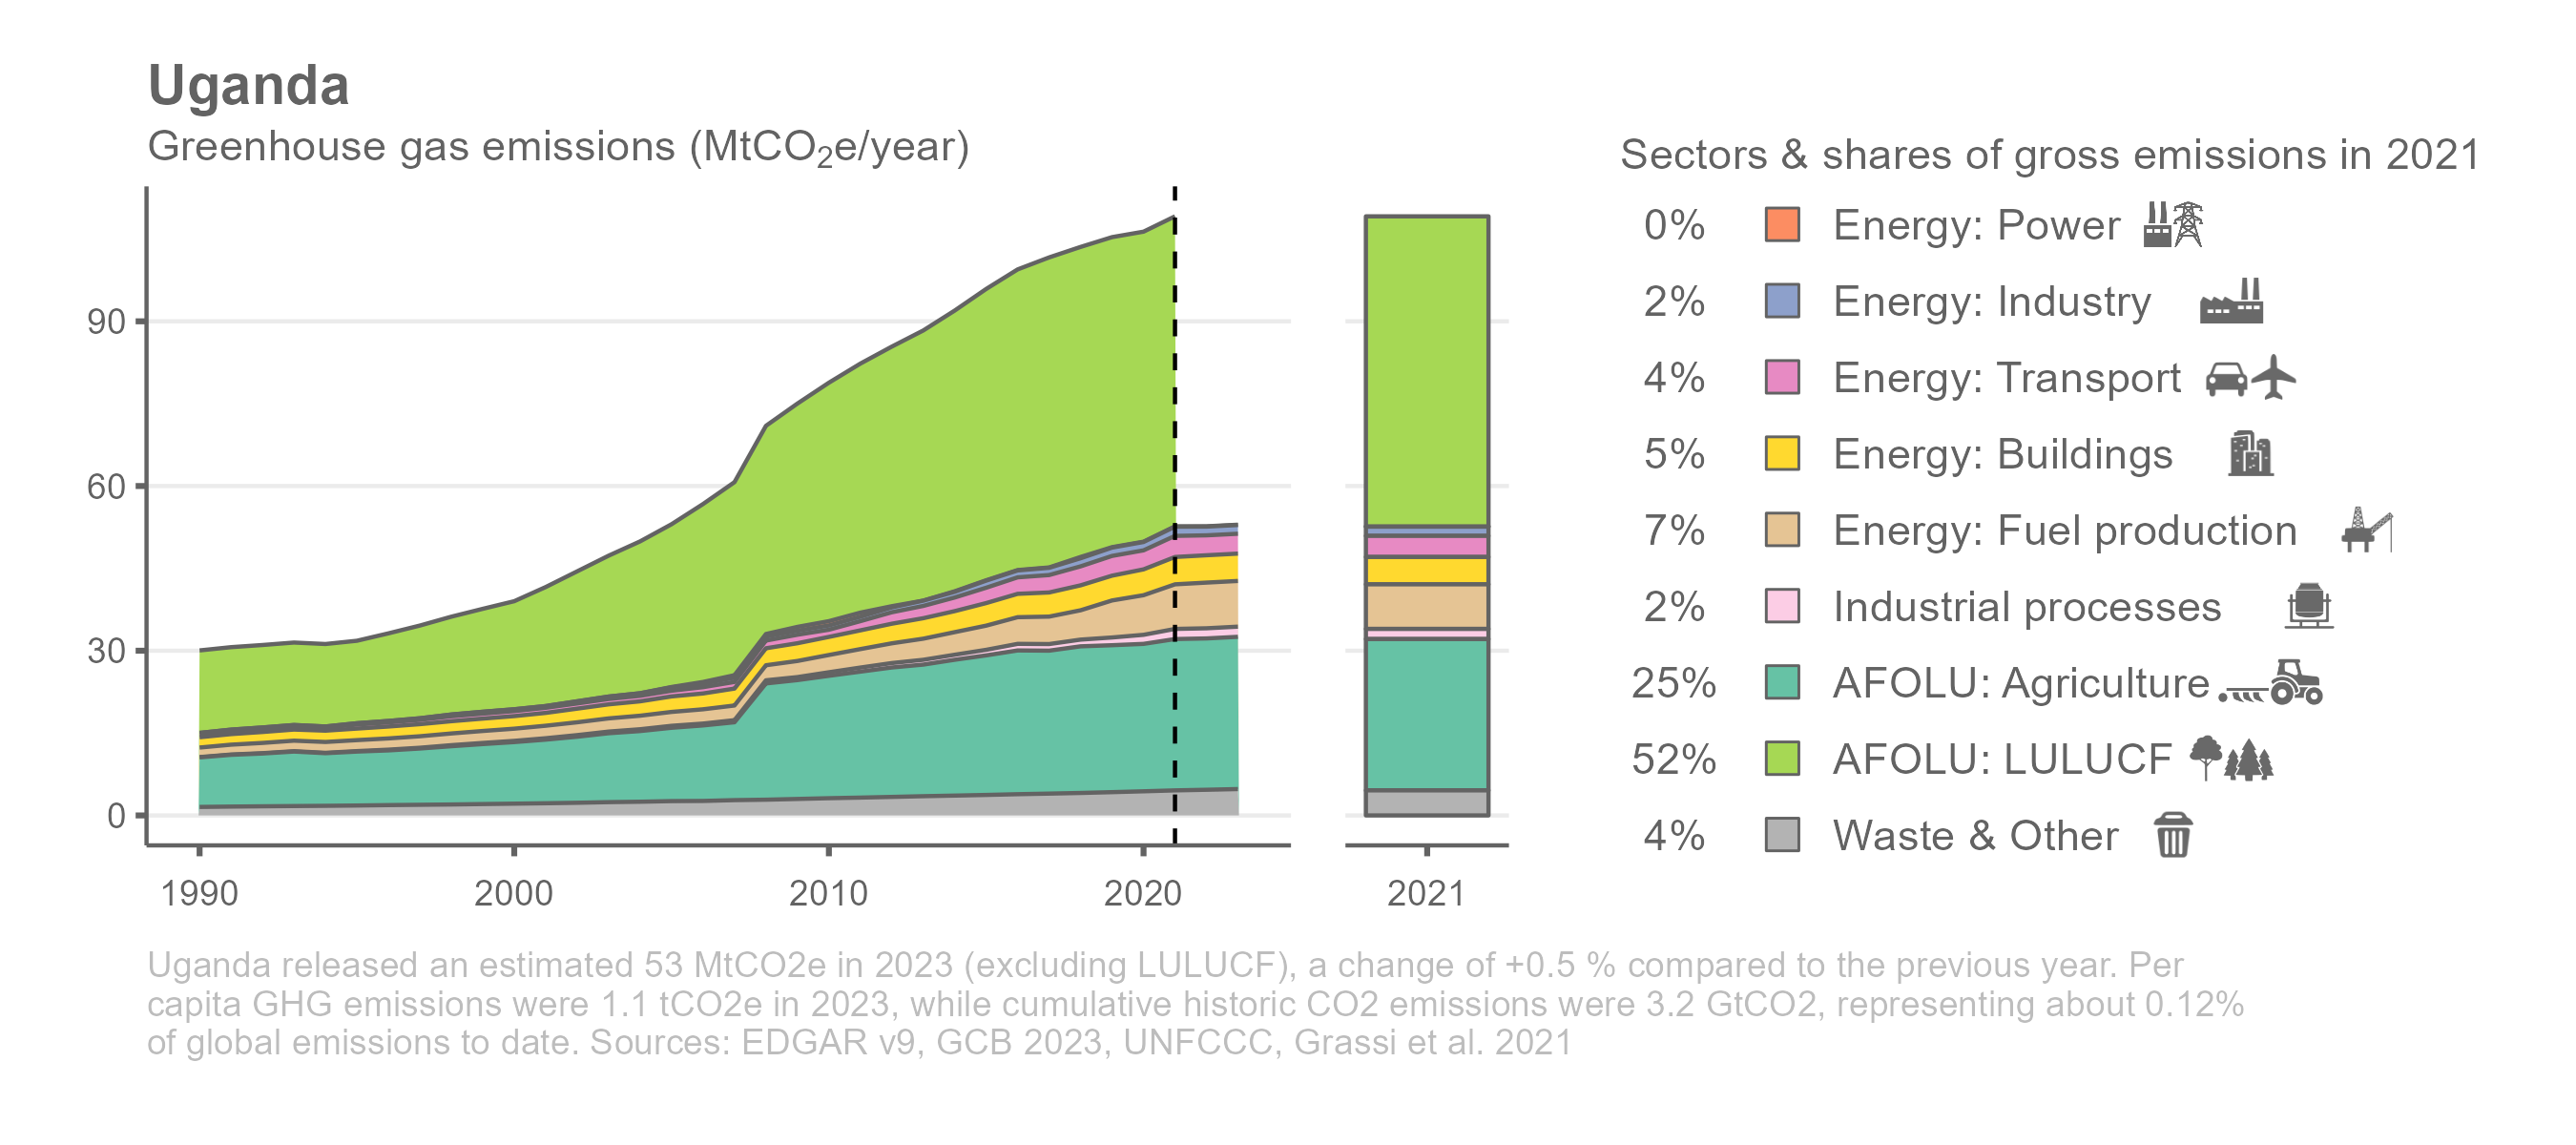 Uganda
Greenhouse gas emissions (MtCO₂e/year)
90
60
30
0
1990 2000 2010 2020
2021
Sectors & shares of gross emissions in 2021
0% Energy: Power
2% Energy: Industry
4% Energy: Transport
5% Energy: Buildings
7% Energy: Fuel production
2% Industrial processes
25% AFOLU: Agriculture
52% AFOLU: LULUCF
4% Waste & Other
Uganda released an estimated 53 MtCO2e in 2023 (excluding LULUCF), a change of +0.5 % compared to the previous year. Per
capita GHG emissions were 1.1 tCO2e in 2023, while cumulative historic CO2 emissions were 3.2 GtCO2, representing about 0.12%
of global emissions to date. Sources: EDGAR v9, GCB 2023, UNFCCC, Grassi et al. 2021